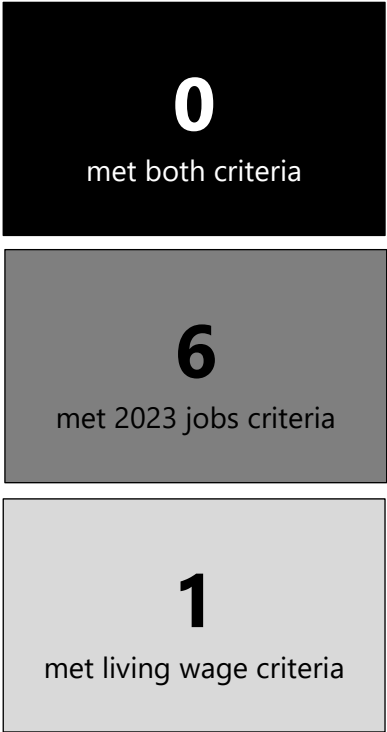 0
met both criteria
6
met 2023 jobs criteria
1
met living wage criteria